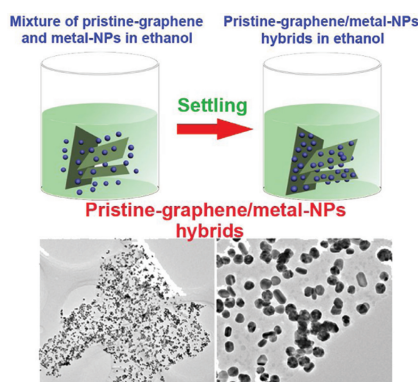 Mixture of pristine-graphene
and metal-NPs in ethanol
Pristine-graphene/metal-NPs
hybrids in ethanol
Settling
Pristine-graphene/metal-NPs
hybrids